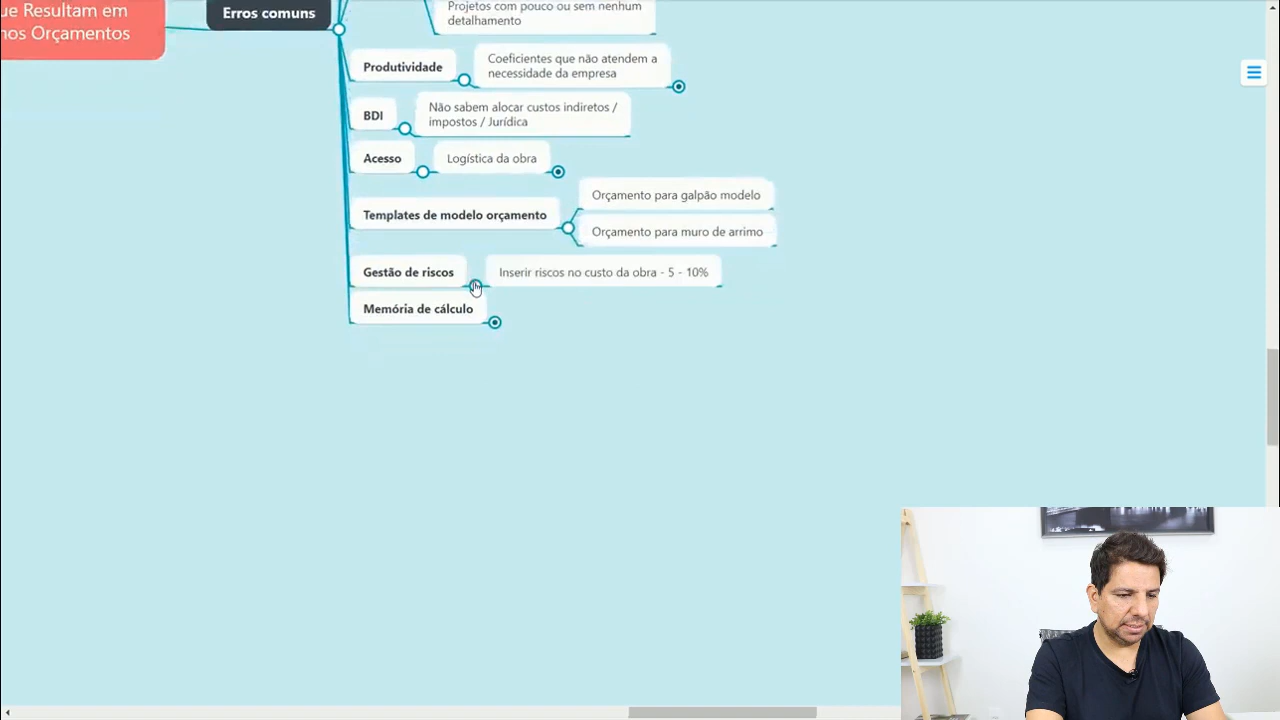 ue Resultam em
nos Orçamentos
Erros comuns
Projetos com pouco ou sem nenhum
detalhamento
Produtividade
Coeficientes que não atendem a
necessidade da empresa
BDI
Não sabem alocar custos indiretos /
impostos / Jurídica
Acesso
Logística da obra
Templates de modelo orçamento
Orçamento para galpão modelo
Orçamento para muro de arrimo
Gestão de riscos
Inserir riscos no custo da obra - 5 - 10%
Memória de cálculo